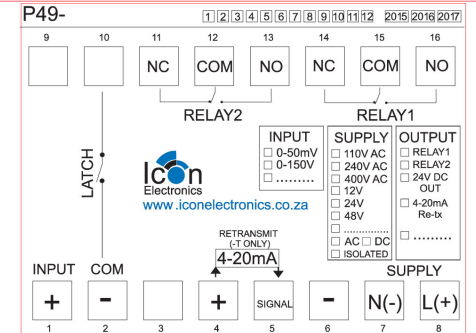 P49- 1 2 3 4 5 6 7 8 9 10 11 12 2015 2016 2017
9 10 11 12 13 14 15 16
NC COM NO NC COM NO
RELAY2 RELAY1
LATCH
Icon
Electronics
www .iconelectronics.co.za
INPUT
0-50mV
0-150V
.........
SUPPLY
110V AC
240V AC
400V AC
12V
24V
48V
......
AC DC
ISOLATED
OUTPUT
RELAY1
RELAY2
24V DC
OUT
4-20mA
Re-tx
.........
RETRANSMIT
(-T ONLY)
4-20mA
INPUT COM SUPPLY
+ - + SIGNAL - N(-) L(+)
1 2 3 4 5 6 7 8